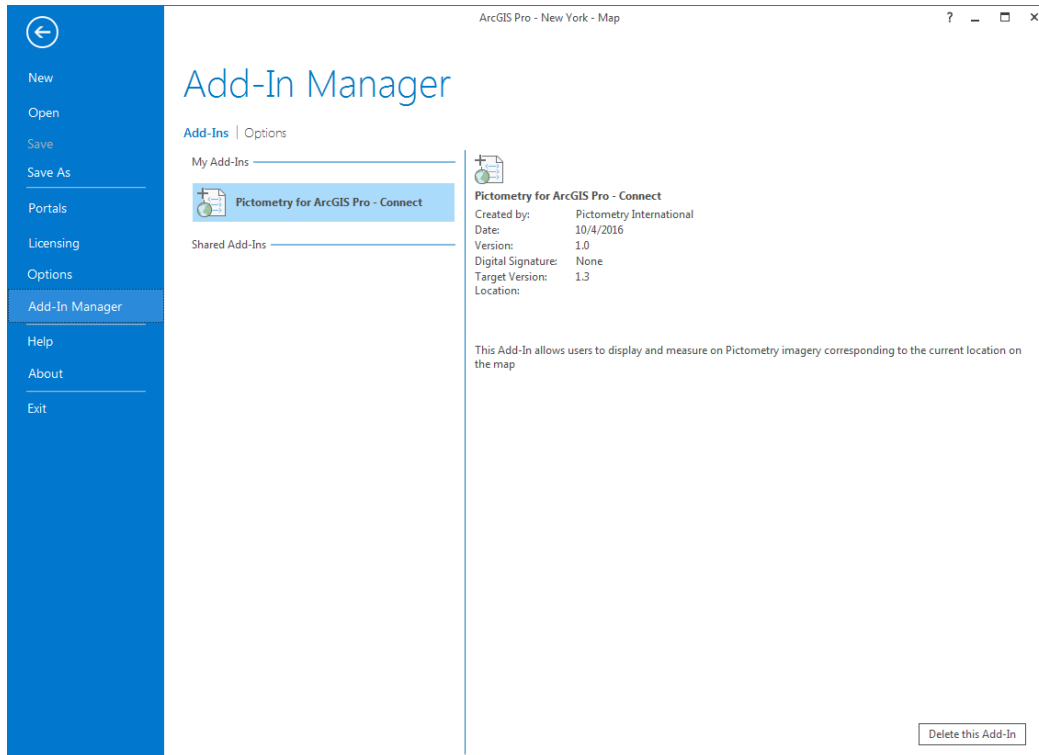 ArcGIS Pro - New York - Map
?
New
Open
Save
Save As
Portals
Licensing
Options
Add-In Manager
Help
About
Exit
Add-In Manager
Add-Ins | Options
My Add-Ins
Pictometry for ArcGIS Pro - Connect
Shared Add-Ins
Pictometry for ArcGIS Pro - Connect
Created by: Pictometry International
Date: 10/4/2016
Version: 1.0
Digital Signature: None
Target Version: 1.3
Location:
This Add-In allows users to display and measure on Pictometry imagery corresponding to the current location on
the map
Delete this Add-In